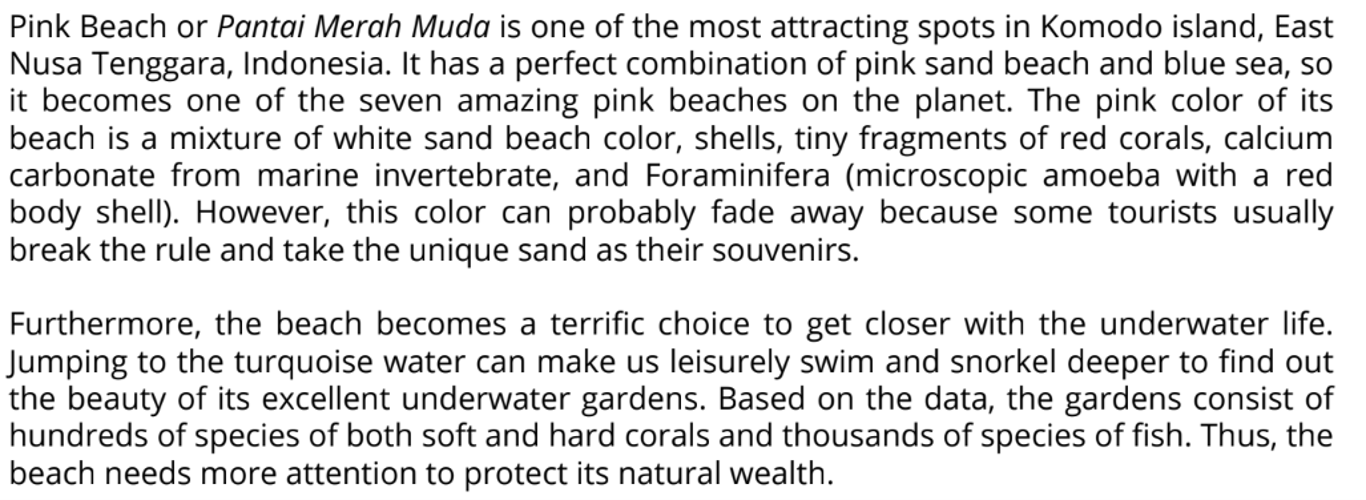 Pink Beach or Pantai Merah Muda is one of the most attracting spots in Komodo island, East
Nusa Tenggara, Indonesia. It has a perfect combination of pink sand beach and blue sea, so
it becomes one of the seven amazing pink beaches on the planet. The pink color of its
beach is a mixture of white sand beach color, shells, tiny fragments of red corals, calcium
carbonate from marine invertebrate, and Foraminifera (microscopic amoeba with a red
body shell). However, this color can probably fade away because some tourists usually
break the rule and take the unique sand as their souvenirs.
Furthermore, the beach becomes a terrific choice to get closer with the underwater life.
Jumping to the turquoise water can make us leisurely swim and snorkel deeper to find out
the beauty of its excellent underwater gardens. Based on the data, the gardens consist of
hundreds of species of both soft and hard corals and thousands of species of fish. Thus, the
beach needs more attention to protect its natural wealth.